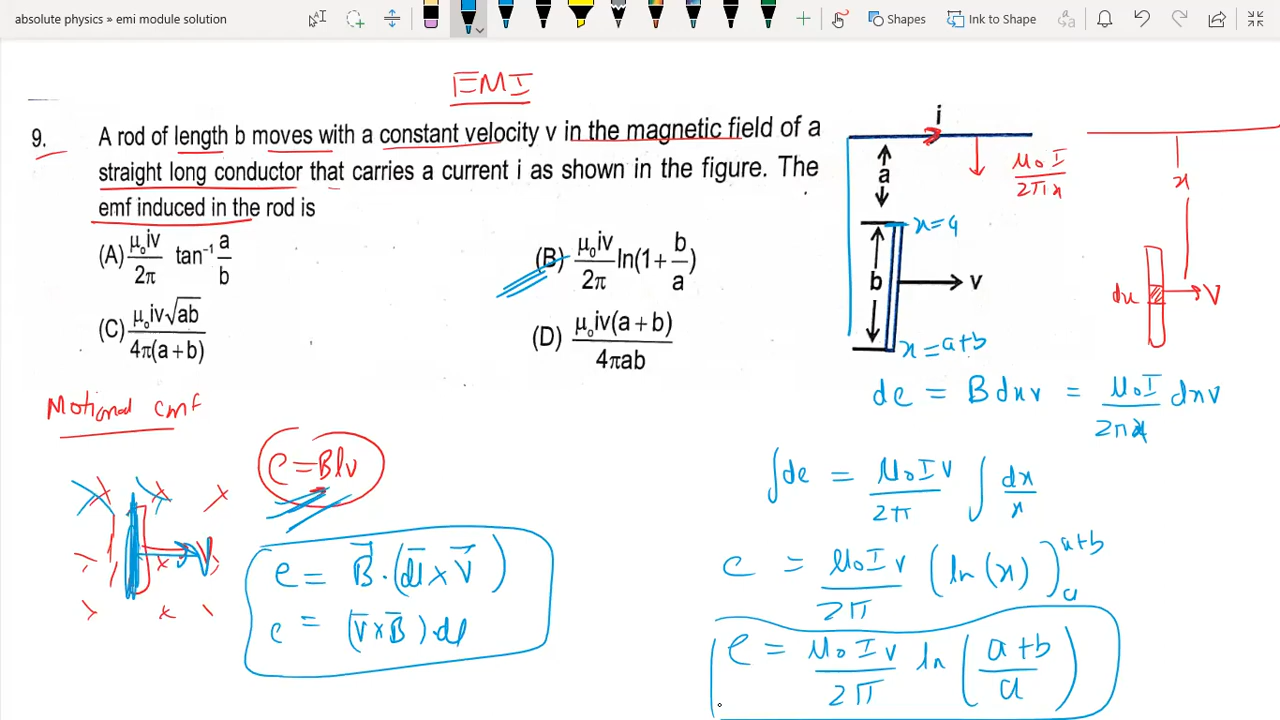 absolute physics » emi module solution
Shapes
Ink to Shape
EMI
9. A rod of length b moves with a constant velocity v in the magnetic field of a
straight long conductor that carries a current i as shown in the figure. The
emf induced in the rod is
(A) μ₀iv/2π tan⁻¹ a/b
(B) μ₀iv/2π ln(1+ b/a)
(C) μ₀iv√ab/4π(a+b)
(D) μ₀iv(a+b)/4πab
i
a
μ₀I/2πx
x
x=a
b
v
dx
V
x=a+b
de = Bdxv = μ₀I/2πx dxv
Motional emf
e=Blv
∫de = μ₀Iv/2π ∫ dx/x
V
e = B⃗·(dl⃗×V⃗)
e = (v⃗×B⃗)·dl
e = μ₀Iv/2π (ln(x))ₐᵃ⁺ᵇ
e = μ₀Iv/2π ln(a+b/a)